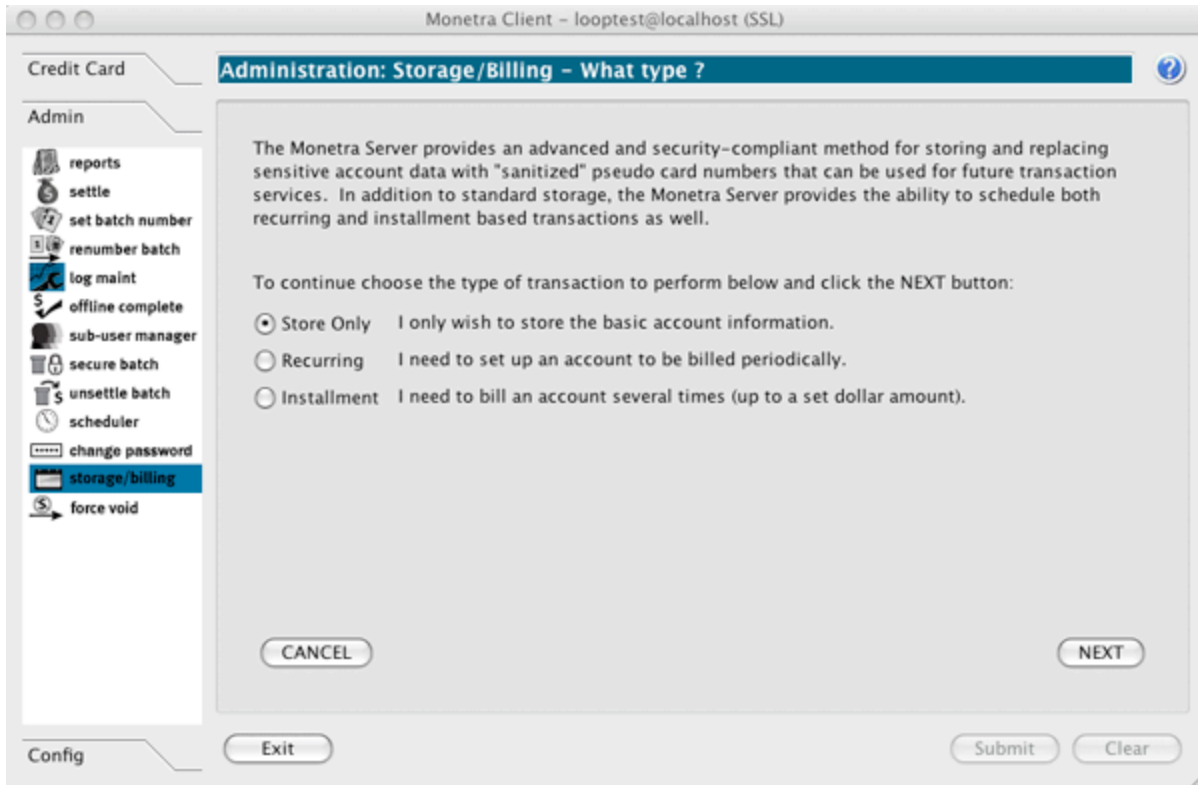 Monetra Client – looptest@localhost (SSL)
Credit Card
Administration: Storage/Billing – What type ?
?
Admin
reports
settle
set batch number
renumber batch
log maint
offline complete
sub-user manager
secure batch
unsettle batch
scheduler
change password
storage/billing
force void
The Monetra Server provides an advanced and security-compliant method for storing and replacing
sensitive account data with "sanitized" pseudo card numbers that can be used for future transaction
services.  In addition to standard storage, the Monetra Server provides the ability to schedule both
recurring and installment based transactions as well.
To continue choose the type of transaction to perform below and click the NEXT button:
Store Only I only wish to store the basic account information.
Recurring I need to set up an account to be billed periodically.
Installment I need to bill an account several times (up to a set dollar amount).
CANCEL NEXT
Config
Exit Submit Clear